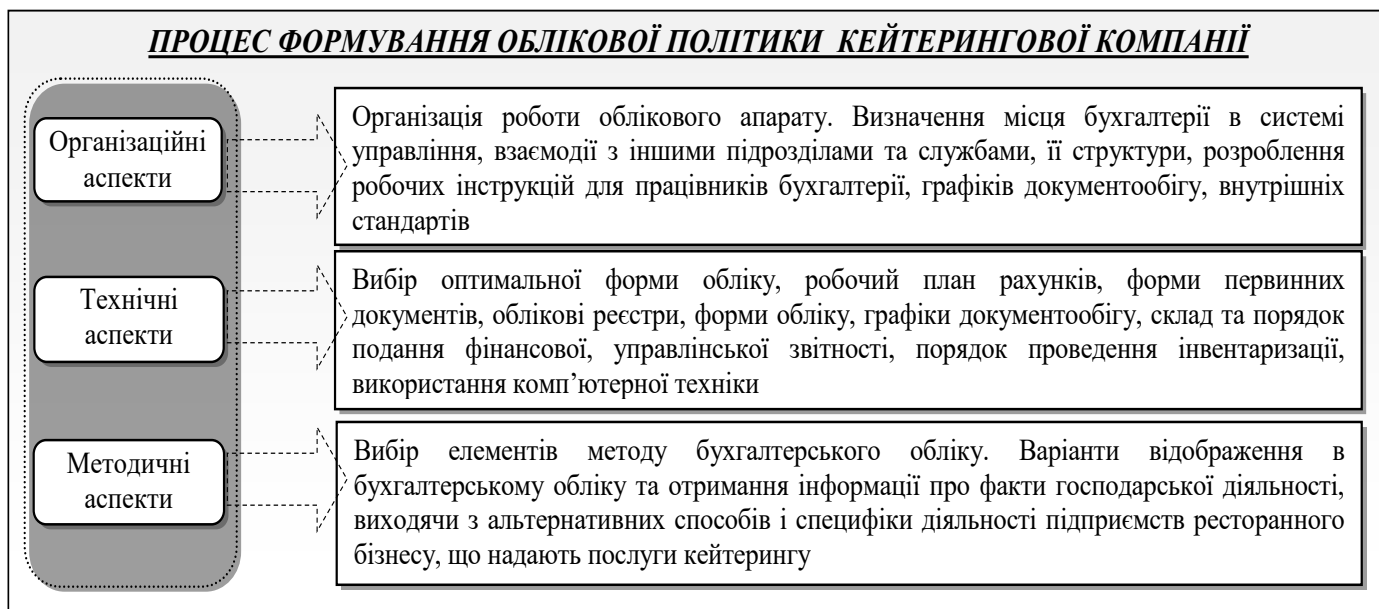 ПРОЦЕС ФОРМУВАННЯ ОБЛІКОВОЇ ПОЛІТИКИ КЕЙТЕРИНГОВОЇ КОМПАНІЇ
Організаційні
аспекти
Організація роботи облікового апарату. Визначення місця бухгалтерії в системі
управління, взаємодії з іншими підрозділами та службами, її структури, розроблення
робочих інструкцій для працівників бухгалтерії, графіків документообігу, внутрішніх
стандартів
Технічні
аспекти
Вибір оптимальної форми обліку, робочий план рахунків, форми первинних
документів, облікові реєстри, форми обліку, графіки документообігу, склад та порядок
подання фінансової, управлінської звітності, порядок проведення інвентаризації,
використання комп’ютерної техніки
Методичні
аспекти
Вибір елементів методу бухгалтерського обліку. Варіанти відображення в
бухгалтерському обліку та отримання інформації про факти господарської діяльності,
виходячи з альтернативних способів і специфіки діяльності підприємств ресторанного
бізнесу, що надають послуги кейтерингу